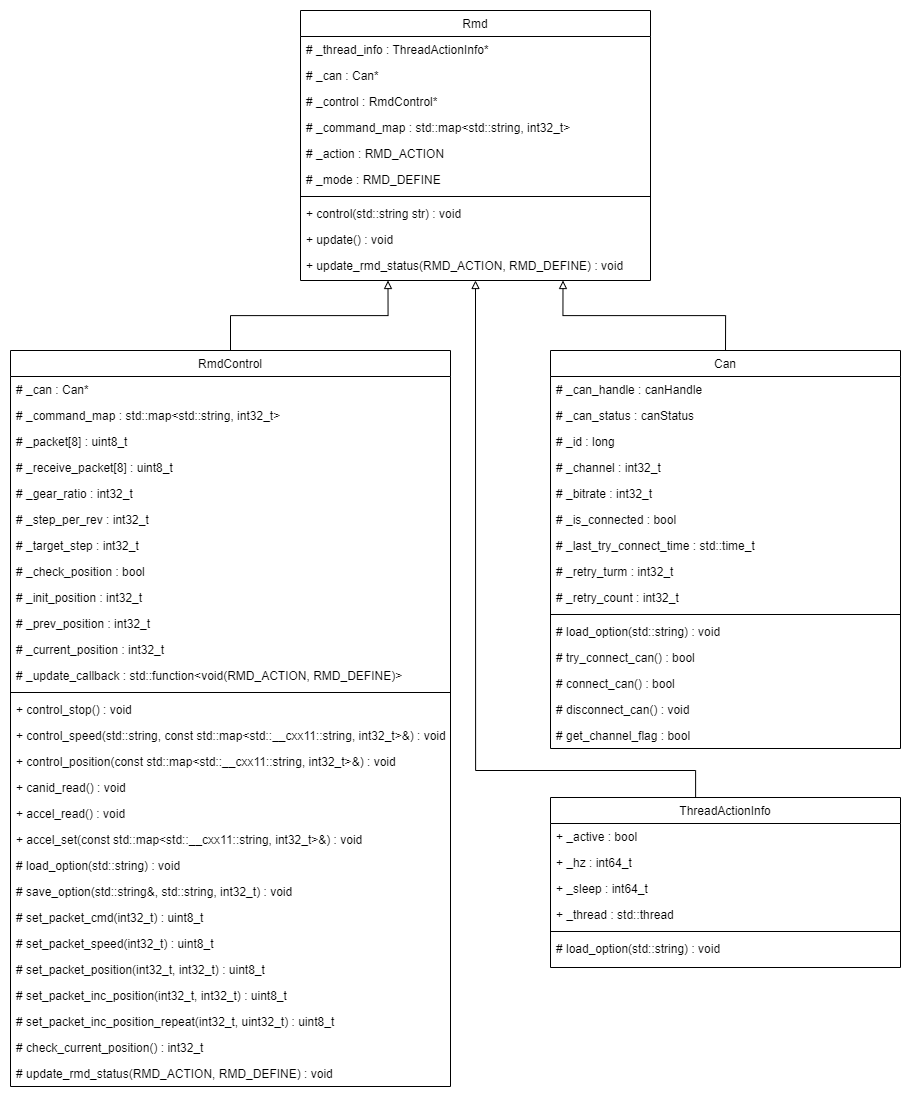 Rmd
# _thread_info : ThreadActionInfo*
# _can : Can*
# _control : RmdControl*
# _command_map : std::map<std::string, int32_t>
# _action : RMD_ACTION
# _mode : RMD_DEFINE
+ control(std::string str) : void
+ update() : void
+ update_rmd_status(RMD_ACTION, RMD_DEFINE) : void
RmdControl
# _can : Can*
# _command_map : std::map<std::string, int32_t>
# _packet[8] : uint8_t
# _receive_packet[8] : uint8_t
# _gear_ratio : int32_t
# _step_per_rev : int32_t
# _target_step : int32_t
# _check_position : bool
# _init_position : int32_t
# _prev_position : int32_t
# _current_position : int32_t
# _update_callback : std::function<void(RMD_ACTION, RMD_DEFINE)>
+ control_stop() : void
+ control_speed(std::string, const std::map<std::__cxx11::string, int32_t>&) : void
+ control_position(const std::map<std::__cxx11::string, int32_t>&) : void
+ canid_read() : void
+ accel_read() : void
+ accel_set(const std::map<std::__cxx11::string, int32_t>&) : void
# load_option(std::string) : void
# save_option(std::string&, std::string, int32_t) : void
# set_packet_cmd(int32_t) : uint8_t
# set_packet_speed(int32_t) : uint8_t
# set_packet_position(int32_t, int32_t) : uint8_t
# set_packet_inc_position(int32_t, int32_t) : uint8_t
# set_packet_inc_position_repeat(int32_t, uint32_t) : uint8_t
# check_current_position() : int32_t
# update_rmd_status(RMD_ACTION, RMD_DEFINE) : void
Can
# _can_handle : canHandle
# _can_status : canStatus
# _id : long
# _channel : int32_t
# _bitrate : int32_t
# _is_connected : bool
# _last_try_connect_time : std::time_t
# _retry_turm : int32_t
# _retry_count : int32_t
# load_option(std::string) : void
# try_connect_can() : bool
# connect_can() : bool
# disconnect_can() : void
# get_channel_flag : bool
ThreadActionInfo
+ _active : bool
+ _hz : int64_t
+ _sleep : int64_t
+ _thread : std::thread
# load_option(std::string) : void